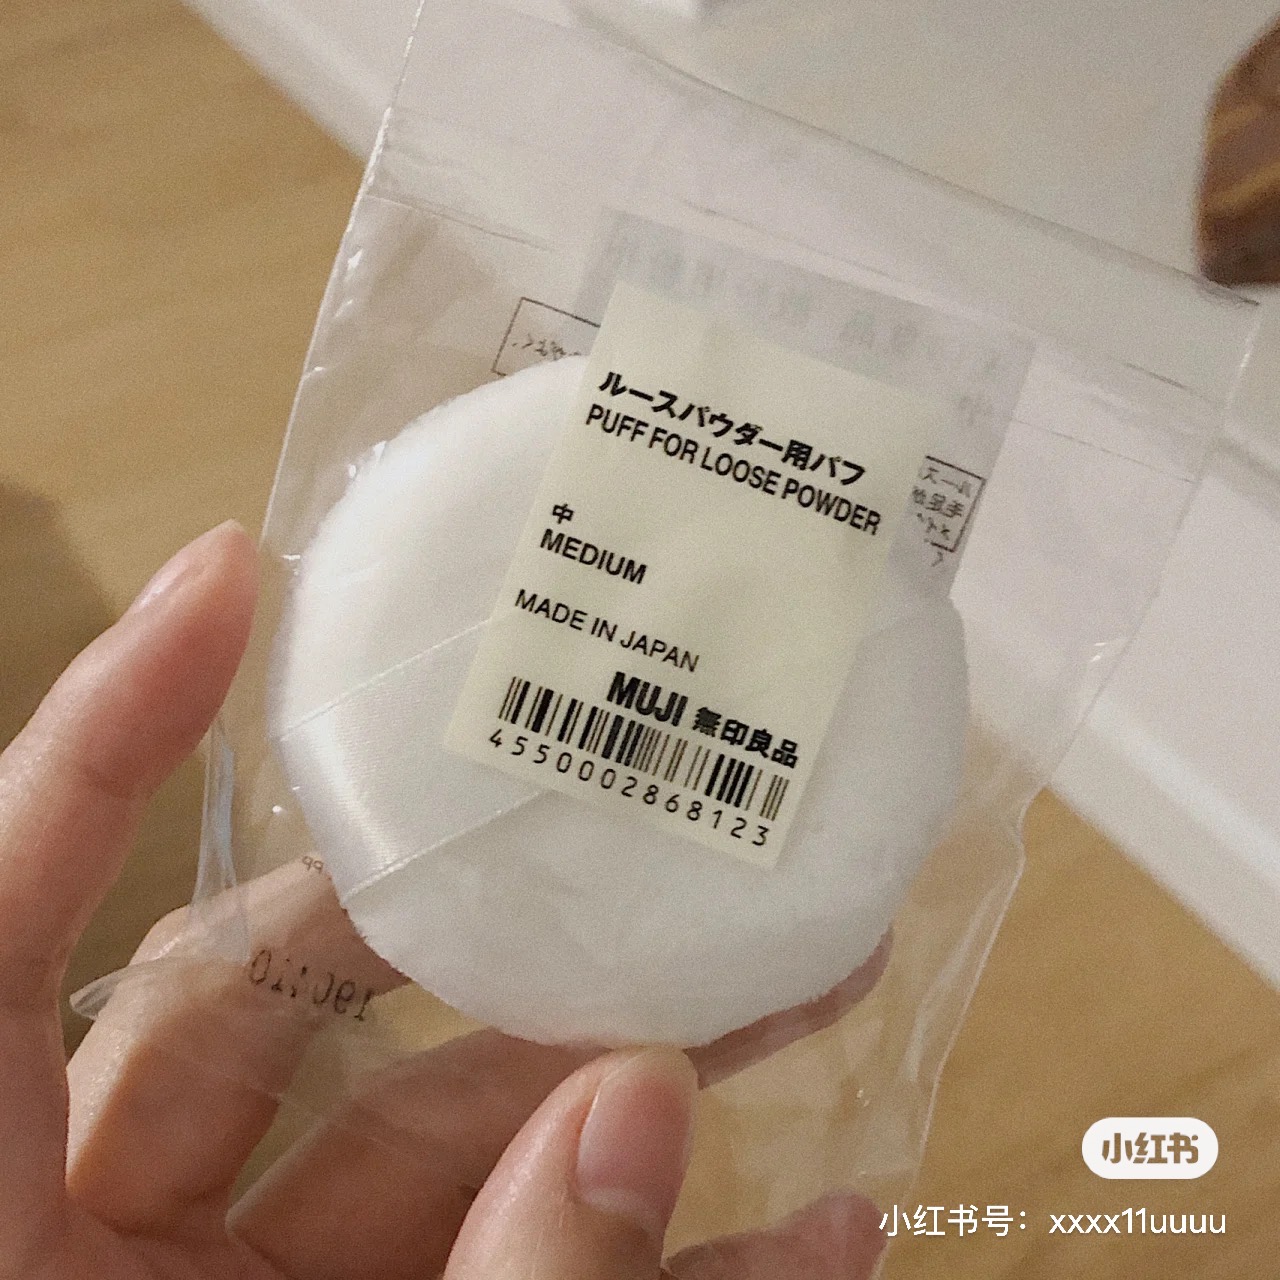 ルースパウダー用パフ
PUFF FOR LOOSE POWDER
中
MEDIUM
MADE IN JAPAN
MUJI 無印良品
4550002868123
小红书
小红书号：xxxx11uuuu